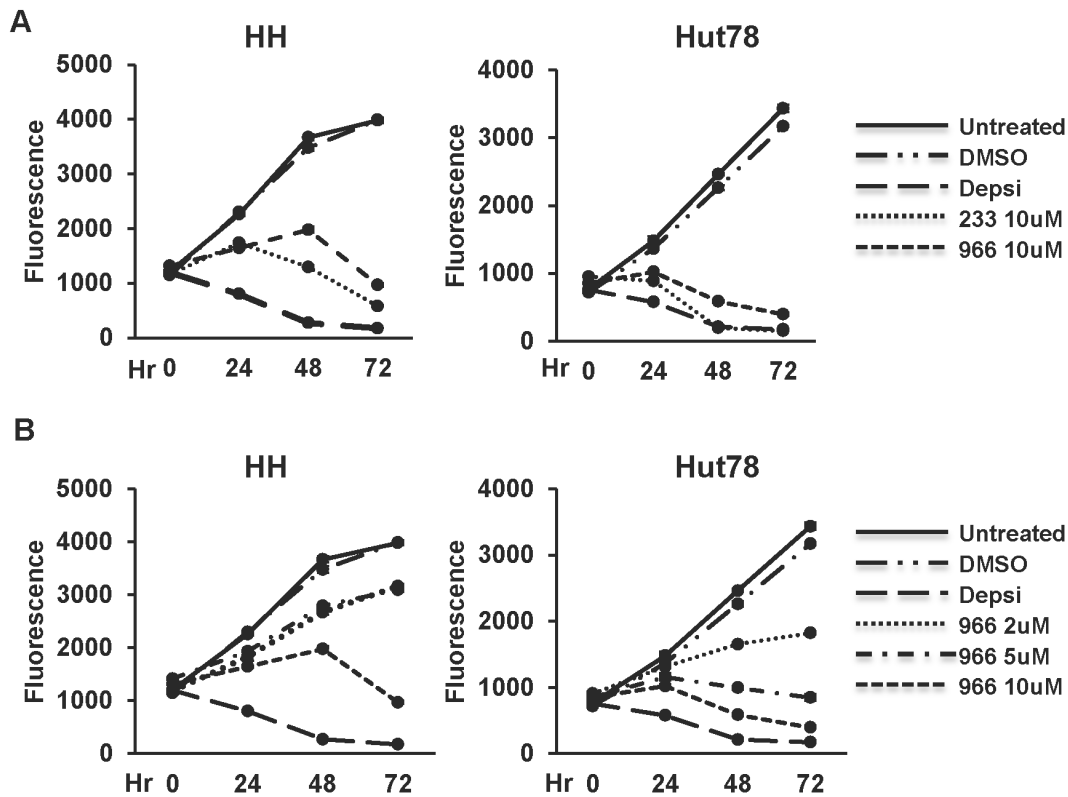 A
HH
Hut78
5000
4000
3000
2000
1000
0
Fluorescence
Hr 0 24 48 72
4000
3000
2000
1000
0
Fluorescence
Hr 0 24 48 72
Untreated
DMSO
Depsi
233 10uM
966 10uM
B
HH
Hut78
5000
4000
3000
2000
1000
0
Fluorescence
Hr 0 24 48 72
4000
3000
2000
1000
0
Fluorescence
Hr 0 24 48 72
Untreated
DMSO
Depsi
966 2uM
966 5uM
966 10uM